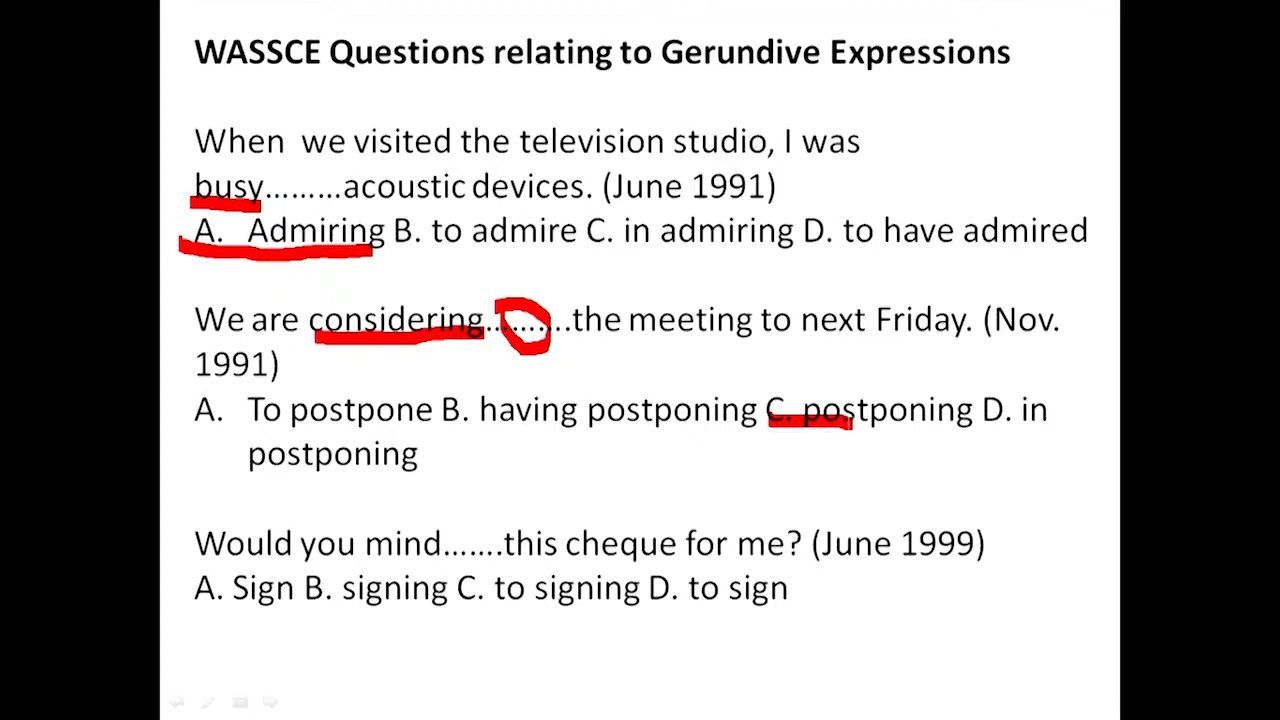 WASSCE Questions relating to Gerundive Expressions
When we visited the television studio, I was
busy.........acoustic devices. (June 1991)
A. Admiring B. to admire C. in admiring D. to have admired
We are considering.........the meeting to next Friday. (Nov.
1991)
A. To postpone B. having postponing C. postponing D. in
postponing
Would you mind.......this cheque for me? (June 1999)
A. Sign B. signing C. to signing D. to sign